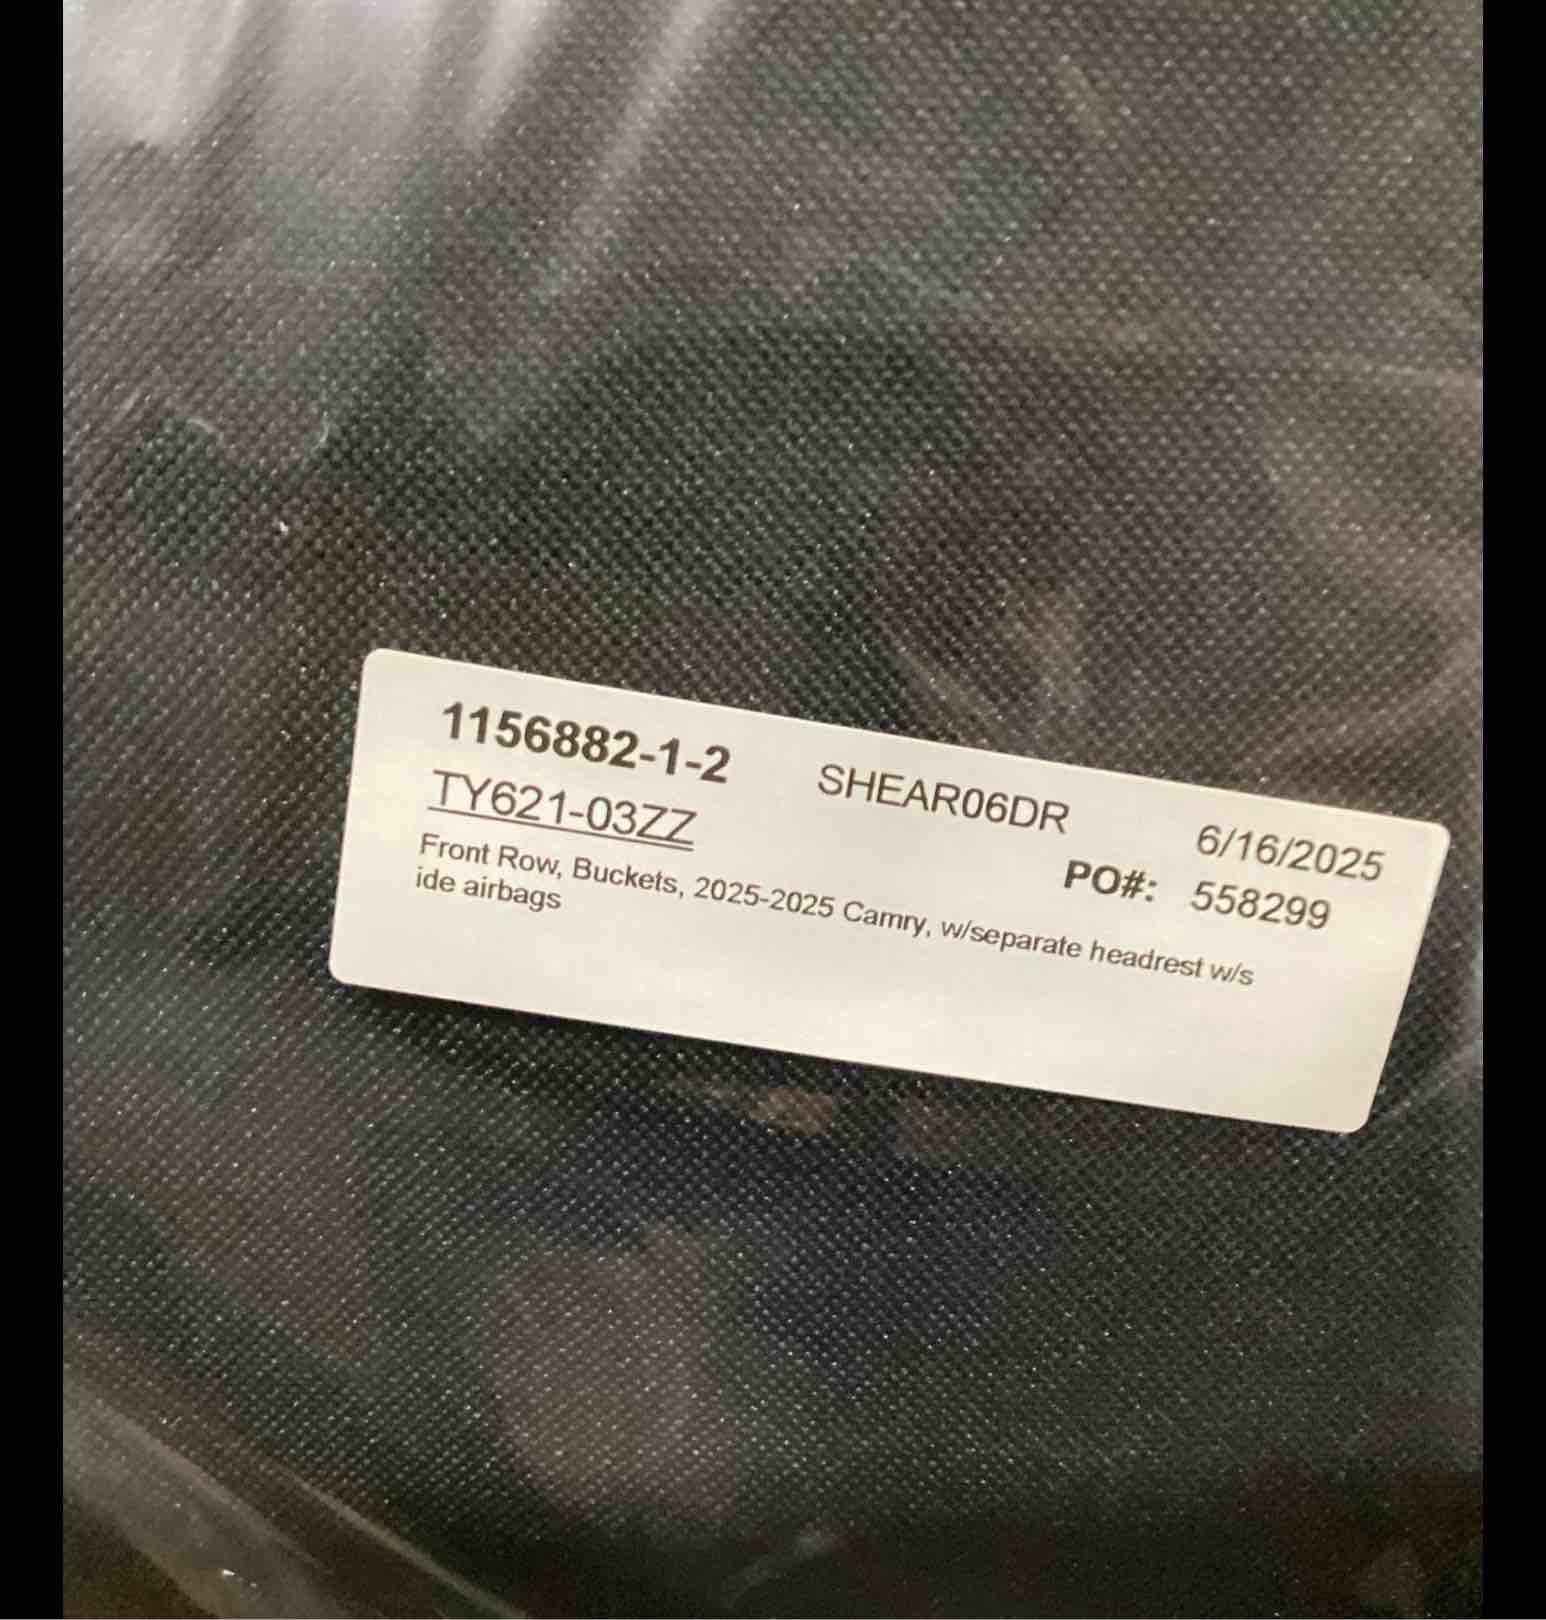 1156882-1-2 SHEAR06DR 6/16/2025
TY621-03ZZ PO#: 558299
Front Row, Buckets, 2025-2025 Camry, w/separate headrest w/s
ide airbags